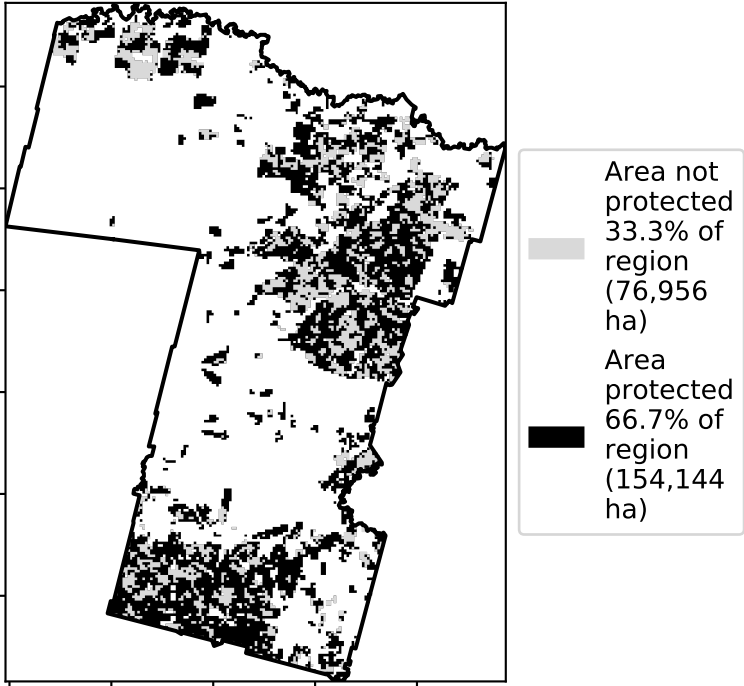 Area not
protected
33.3% of
region
(76,956
ha)
Area
protected
66.7% of
region
(154,144
ha)